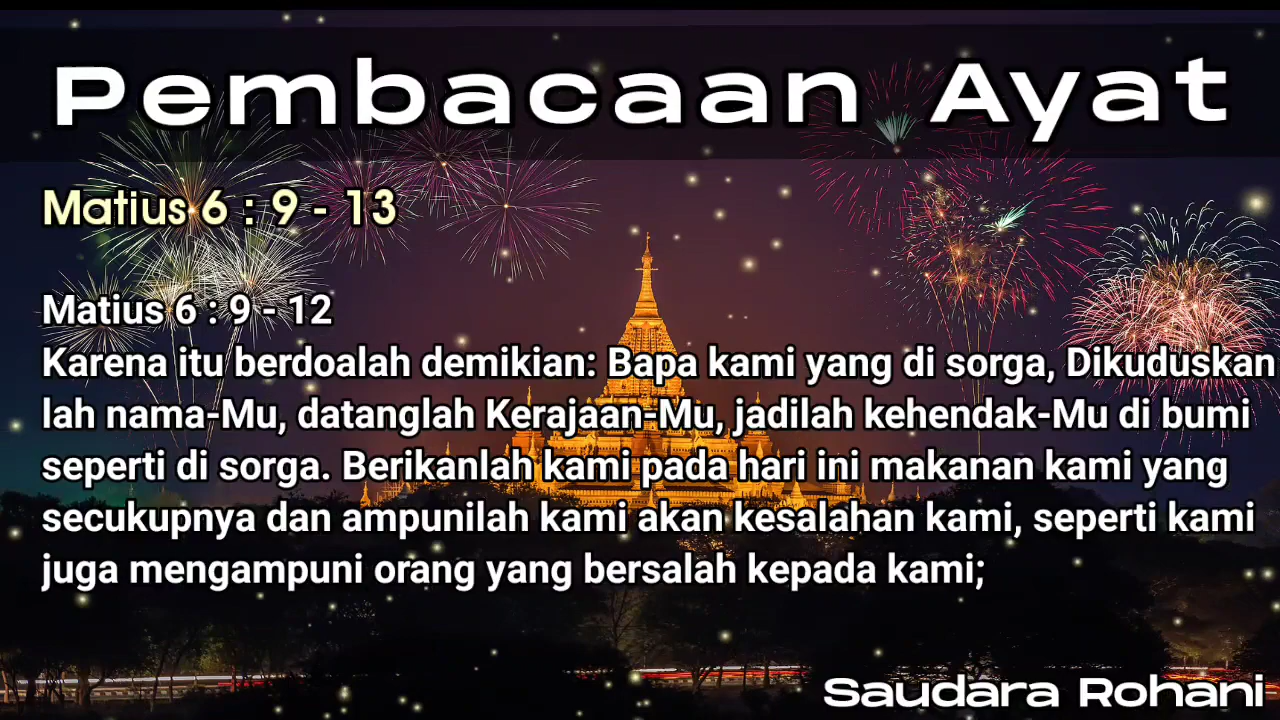 Pembacaan Ayat
Matius 6 : 9 - 13
Matius 6 : 9 - 12
Karena itu berdoalah demikian: Bapa kami yang di sorga, Dikuduskan
lah nama-Mu, datanglah Kerajaan-Mu, jadilah kehendak-Mu di bumi
seperti di sorga. Berikanlah kami pada hari ini makanan kami yang
secukupnya dan ampunilah kami akan kesalahan kami, seperti kami
juga mengampuni orang yang bersalah kepada kami;
Saudara Rohani